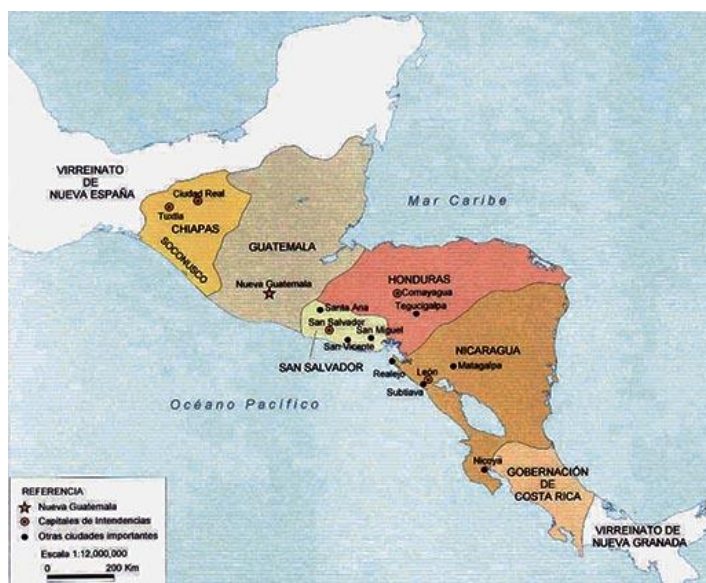 VIRREINATO
DE
NUEVA ESPAÑA
Ciudad Real
Tuxtla
CHIAPAS
SOCONUSCO
Mar Caribe
GUATEMALA
Nueva Guatemala
HONDURAS
Comayagua
Tegucigalpa
Santa Ana
San Salvador
San Miguel
San Vicente
SAN SALVADOR
NICARAGUA
Matagalpa
León
Realejo
Subtiava
Océano Pacífico
Nicoya
GOBERNACIÓN
DE
COSTA RICA
VIRREINATO DE
NUEVA GRANADA
REFERENCIA
Nueva Guatemala
Capitales de Intendencias
Otras ciudades importantes
Escala 1:12,000,000
0 200 Km